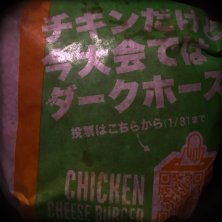 チキンだけど
今大会では
ダークホース
投票はこちらから(1/31まで)
CHICKEN
CHEESE BURGER